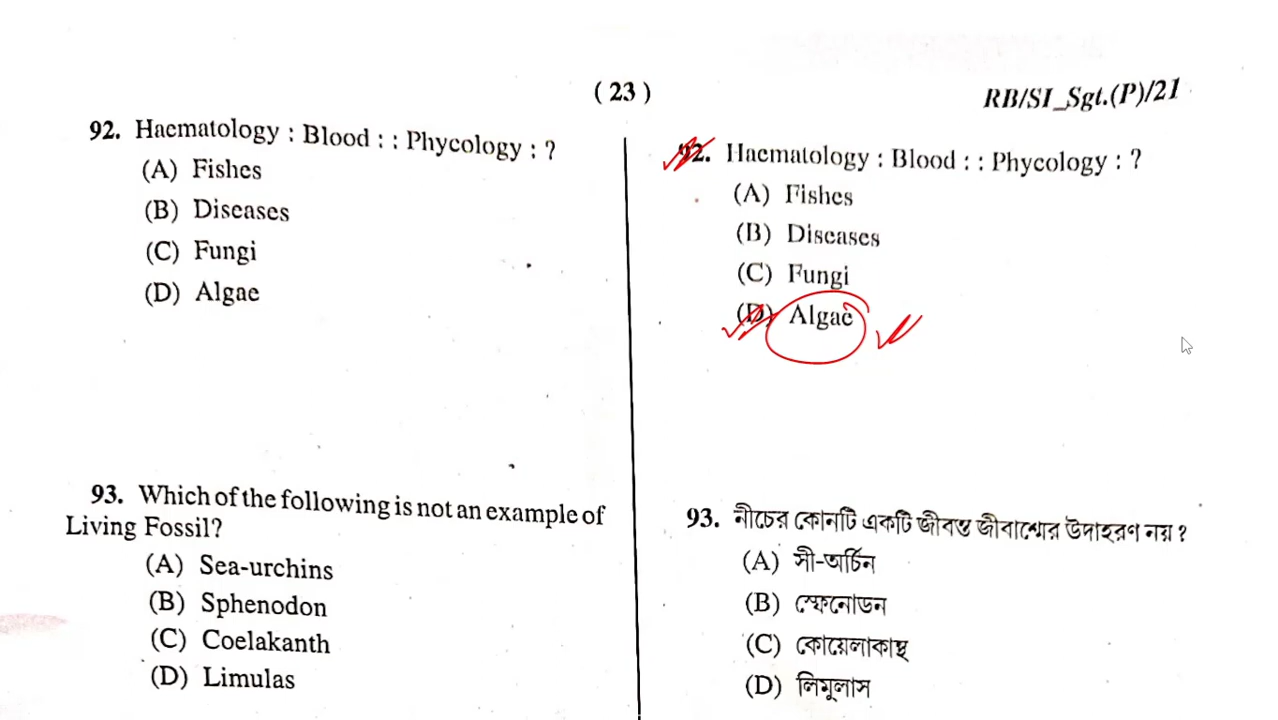 ( 23 )
RB/SI_Sgt.(P)/21
92. Haematology : Blood : : Phycology : ?
(A) Fishes
(B) Diseases
(C) Fungi
(D) Algae
93. Which of the following is not an example of
Living Fossil?
(A) Sea-urchins
(B) Sphenodon
(C) Coelakanth
(D) Limulas
92. Haematology : Blood : : Phycology : ?
(A) Fishes
(B) Diseases
(C) Fungi
(D) Algae
93. নীচের কোনটি একটি জীবন্ত জীবাশ্মের উদাহরণ নয় ?
(A) সী-অর্চিন
(B) স্ফেনোডন
(C) কোয়েলাকান্থ
(D) লিমুলাস